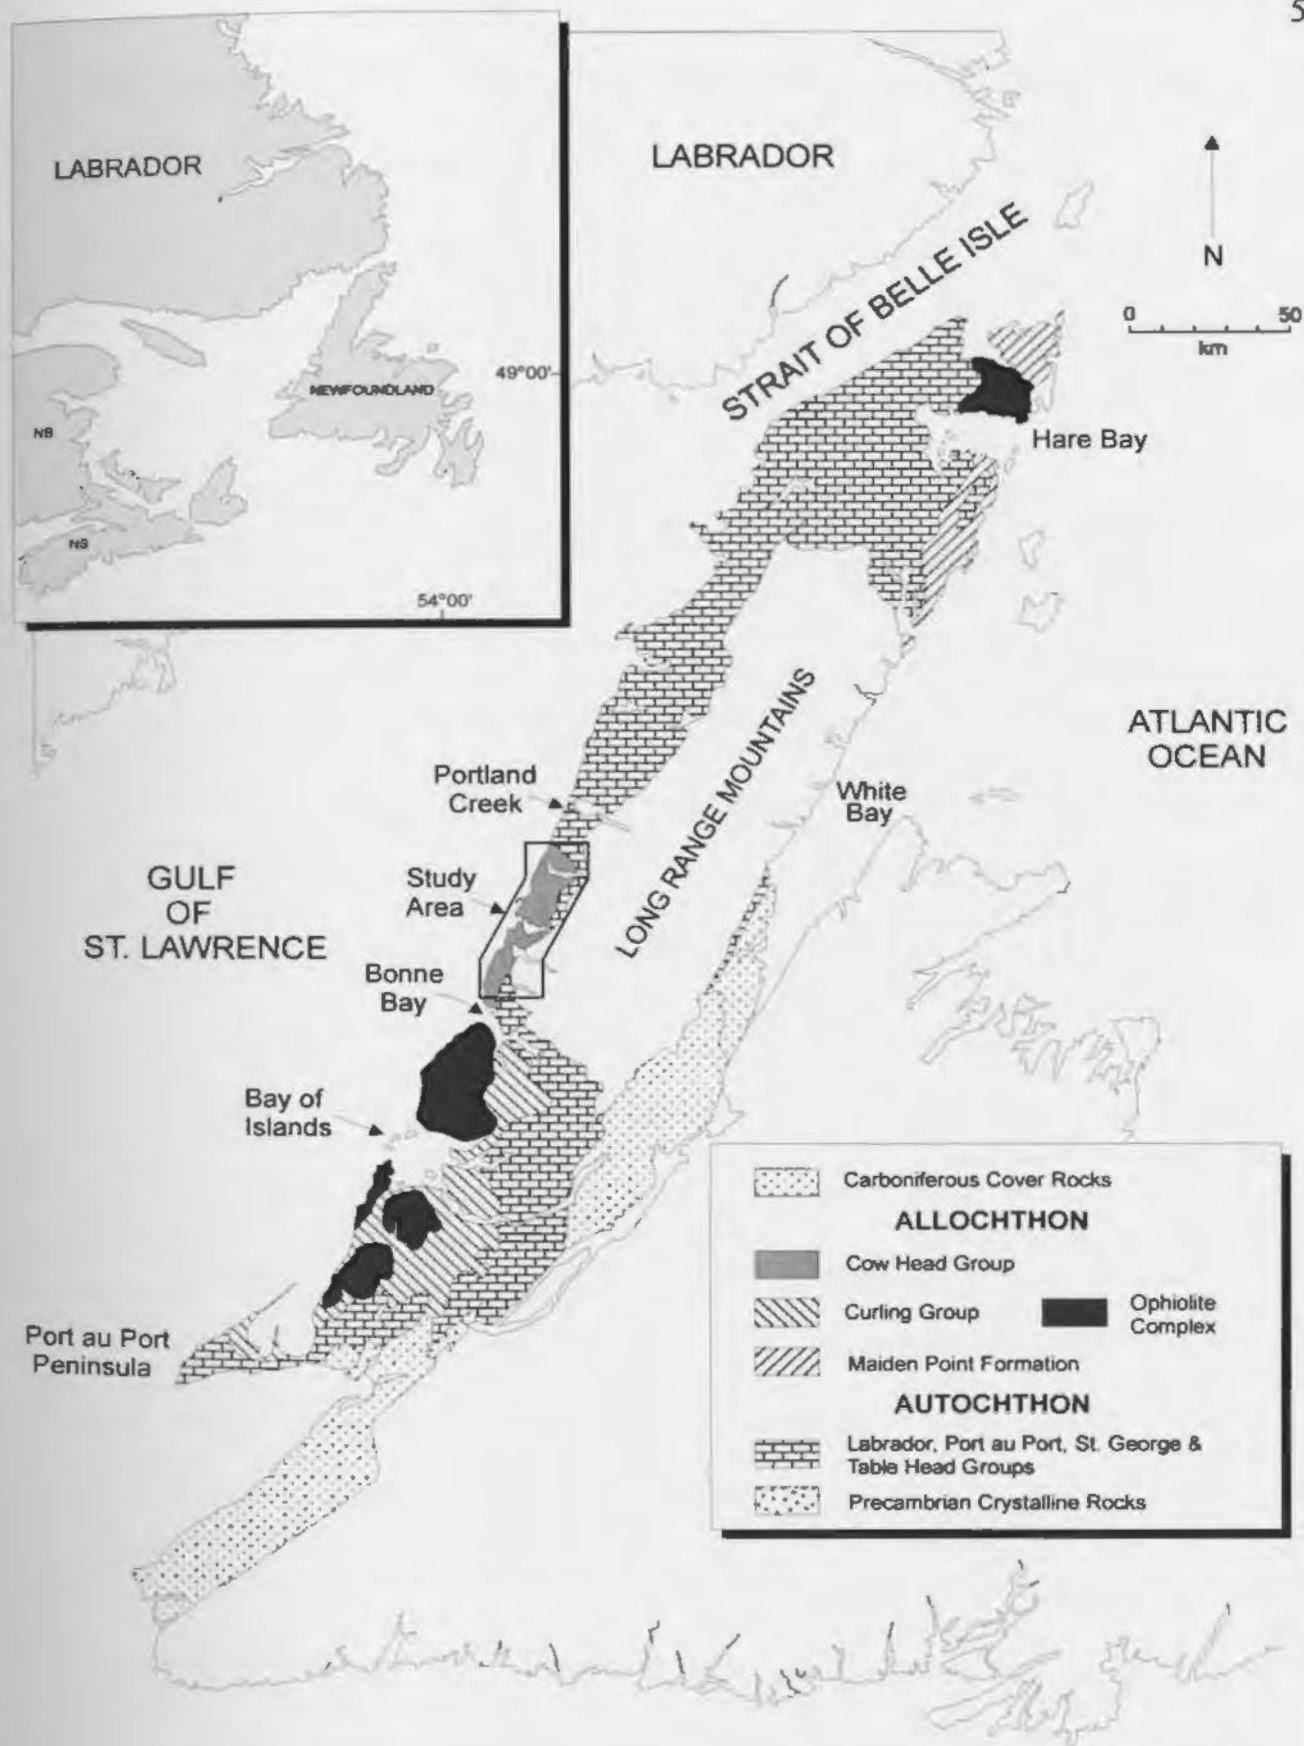 5
LABRADOR
NEWFOUNDLAND
NB
NS
49°00'
54°00'
LABRADOR
STRAIT OF BELLE ISLE
N
0 50
km
Hare Bay
LONG RANGE MOUNTAINS
ATLANTIC
OCEAN
White
Bay
Portland
Creek
GULF
OF
ST. LAWRENCE
Study
Area
Bonne
Bay
Bay of
Islands
Port au Port
Peninsula
Carboniferous Cover Rocks
ALLOCHTHON
Cow Head Group
Curling Group
Ophiolite
Complex
Maiden Point Formation
AUTOCHTHON
Labrador, Port au Port, St. George &
Table Head Groups
Precambrian Crystalline Rocks